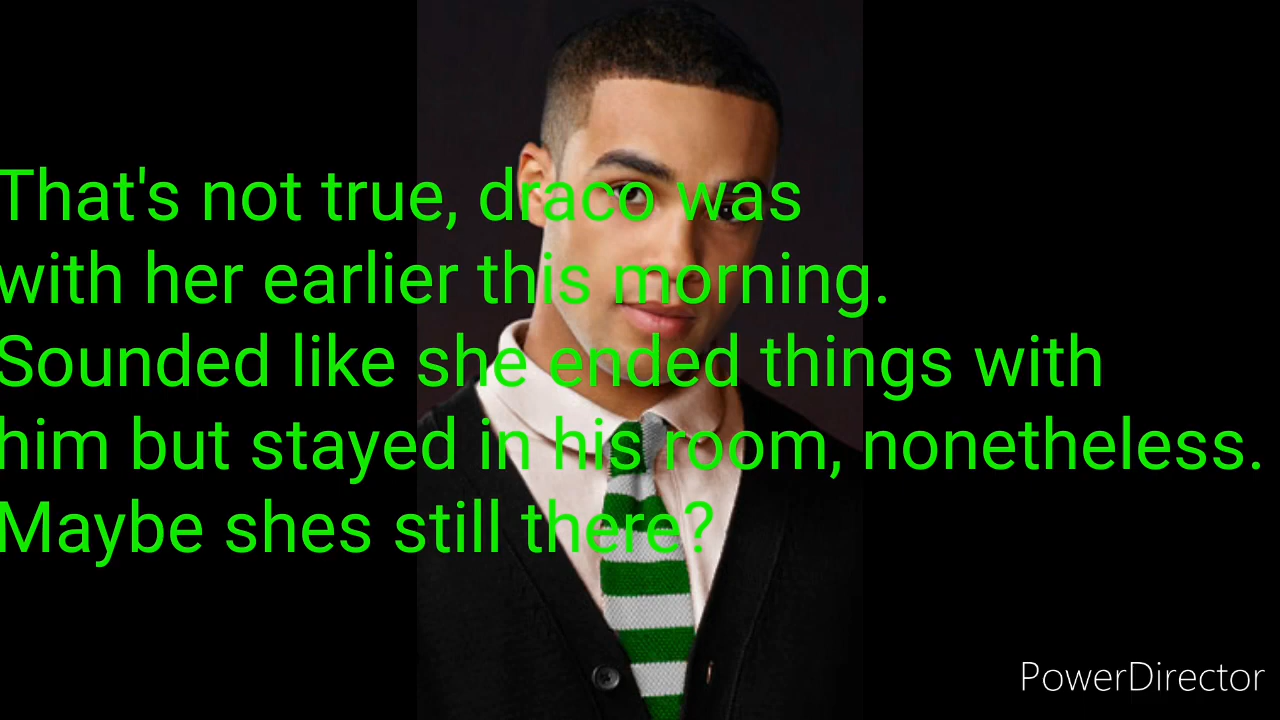 That's not true, draco was
with her earlier this morning.
Sounded like she ended things with
him but stayed in his room, nonetheless.
Maybe shes still there?
PowerDirector